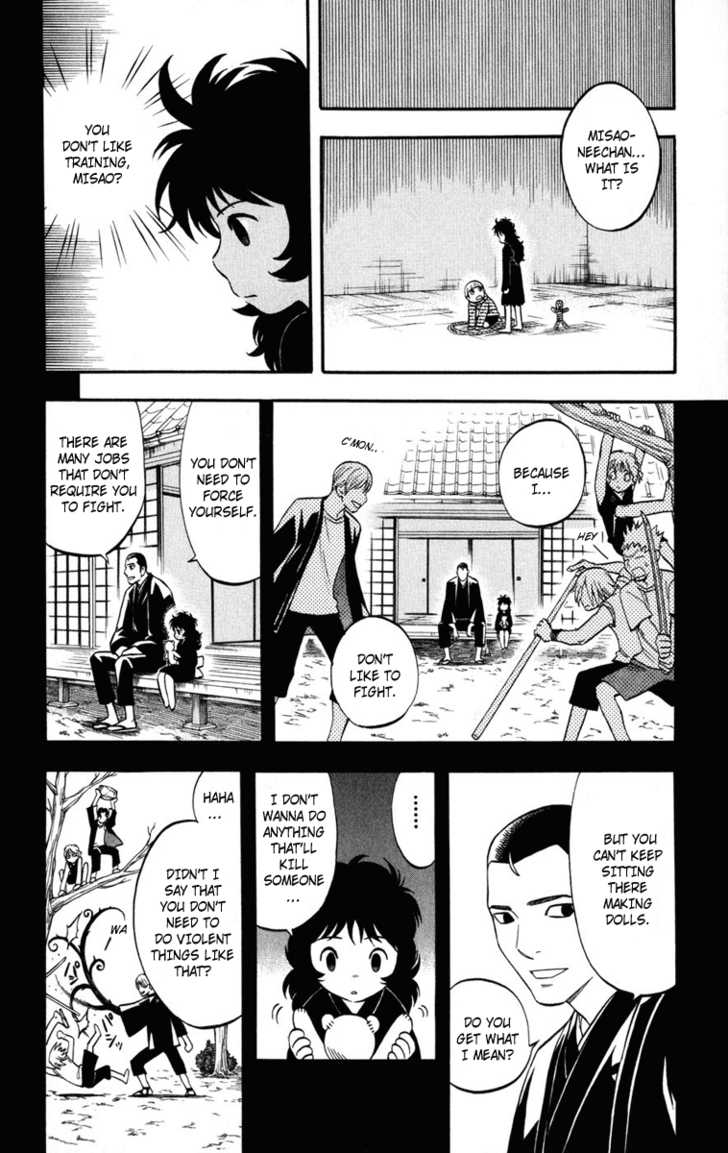 MISAO-
NEECHAN...
WHAT IS
IT?
YOU
DON'T LIKE
TRAINING,
MISAO?
BECAUSE
I...
C'MON...
HEY
DON'T
LIKE TO
FIGHT.
YOU DON'T
NEED TO
FORCE
YOURSELF.
THERE ARE
MANY JOBS
THAT DON'T
REQUIRE YOU
TO FIGHT.
BUT YOU
CAN'T KEEP
SITTING
THERE
MAKING
DOLLS.
DO YOU
GET WHAT
I MEAN?
........
I DON'T
WANNA DO
ANYTHING
THAT'LL
KILL
SOMEONE
...
HAHA
...
DIDN'T I
SAY THAT
YOU DON'T
NEED TO
DO VIOLENT
THINGS LIKE
THAT?
WA